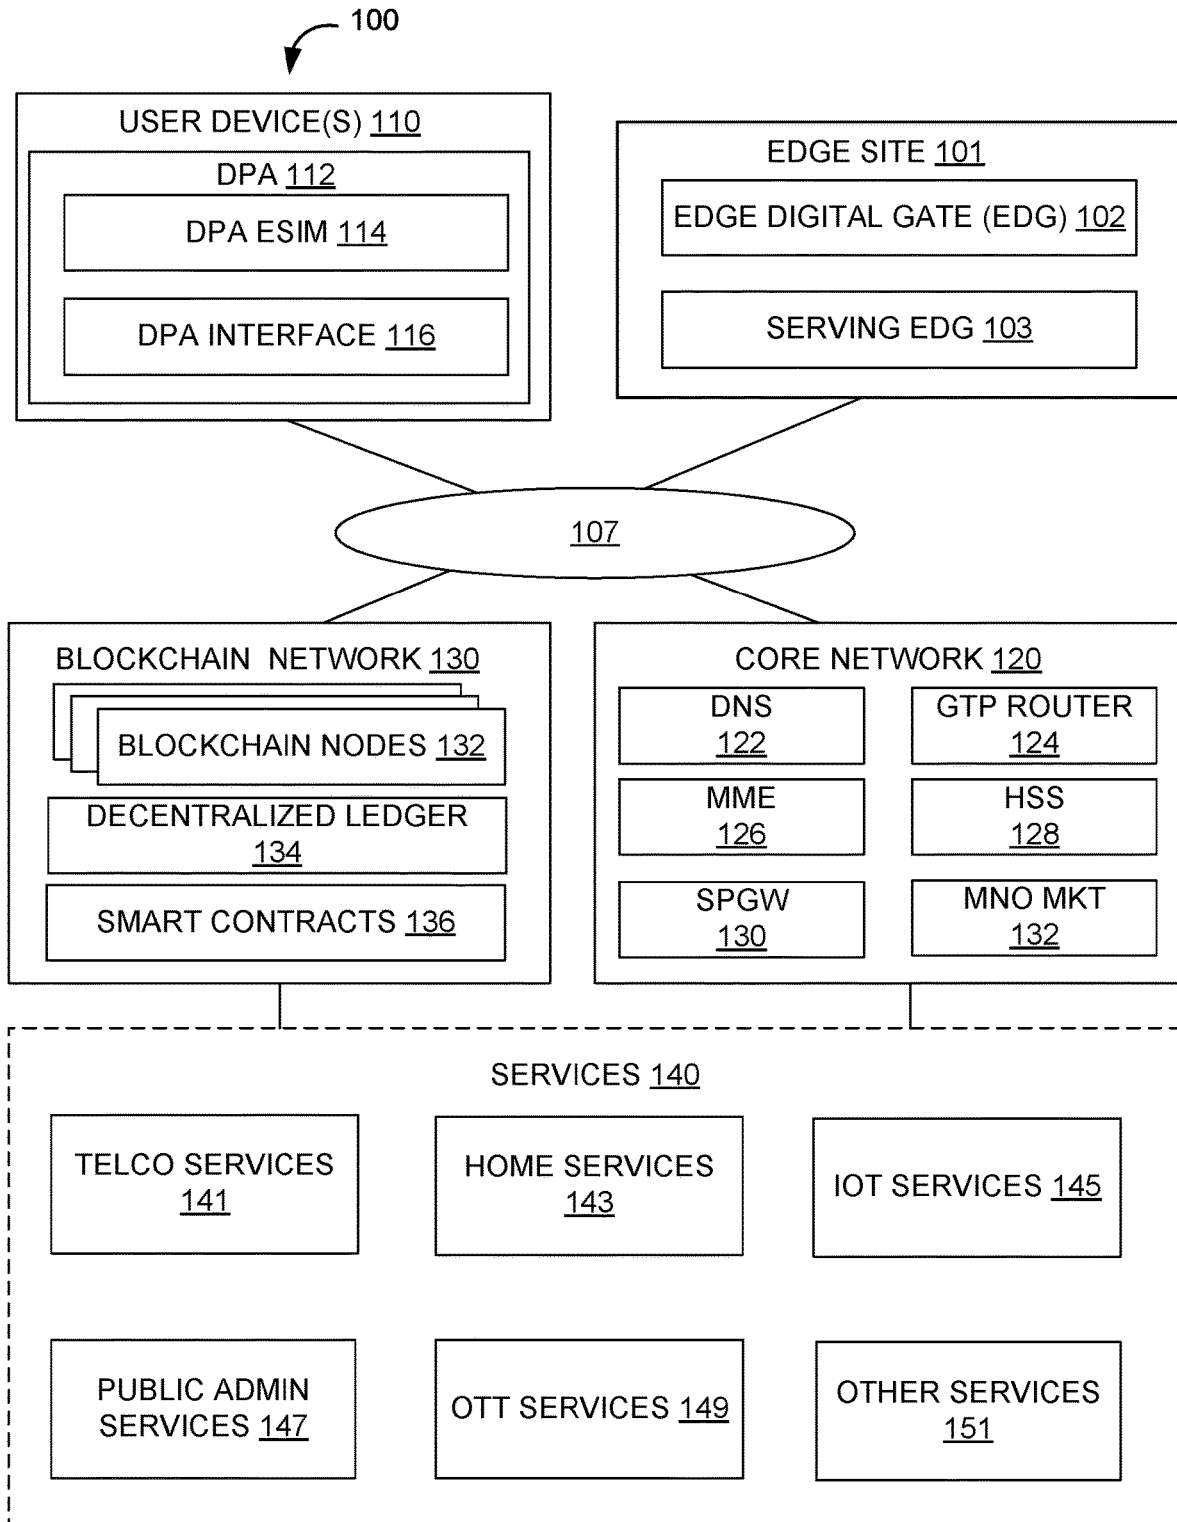 100
USER DEVICE(S) 110
DPA 112
DPA ESIM 114
DPA INTERFACE 116
EDGE SITE 101
EDGE DIGITAL GATE (EDG) 102
SERVING EDG 103
107
BLOCKCHAIN NETWORK 130
BLOCKCHAIN NODES 132
DECENTRALIZED LEDGER
134
SMART CONTRACTS 136
CORE NETWORK 120
DNS
122
GTP ROUTER
124
MME
126
HSS
128
SPGW
130
MNO MKT
132
SERVICES 140
TELCO SERVICES
141
HOME SERVICES
143
IOT SERVICES 145
PUBLIC ADMIN
SERVICES 147
OTT SERVICES 149
OTHER SERVICES
151